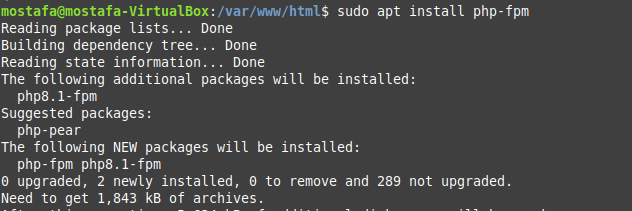 mostafa@mostafa-VirtualBox:/var/www/html$ sudo apt install php-fpm
Reading package lists... Done
Building dependency tree... Done
Reading state information... Done
The following additional packages will be installed:
  php8.1-fpm
Suggested packages:
  php-pear
The following NEW packages will be installed:
  php-fpm php8.1-fpm
0 upgraded, 2 newly installed, 0 to remove and 289 not upgraded.
Need to get 1,843 kB of archives.